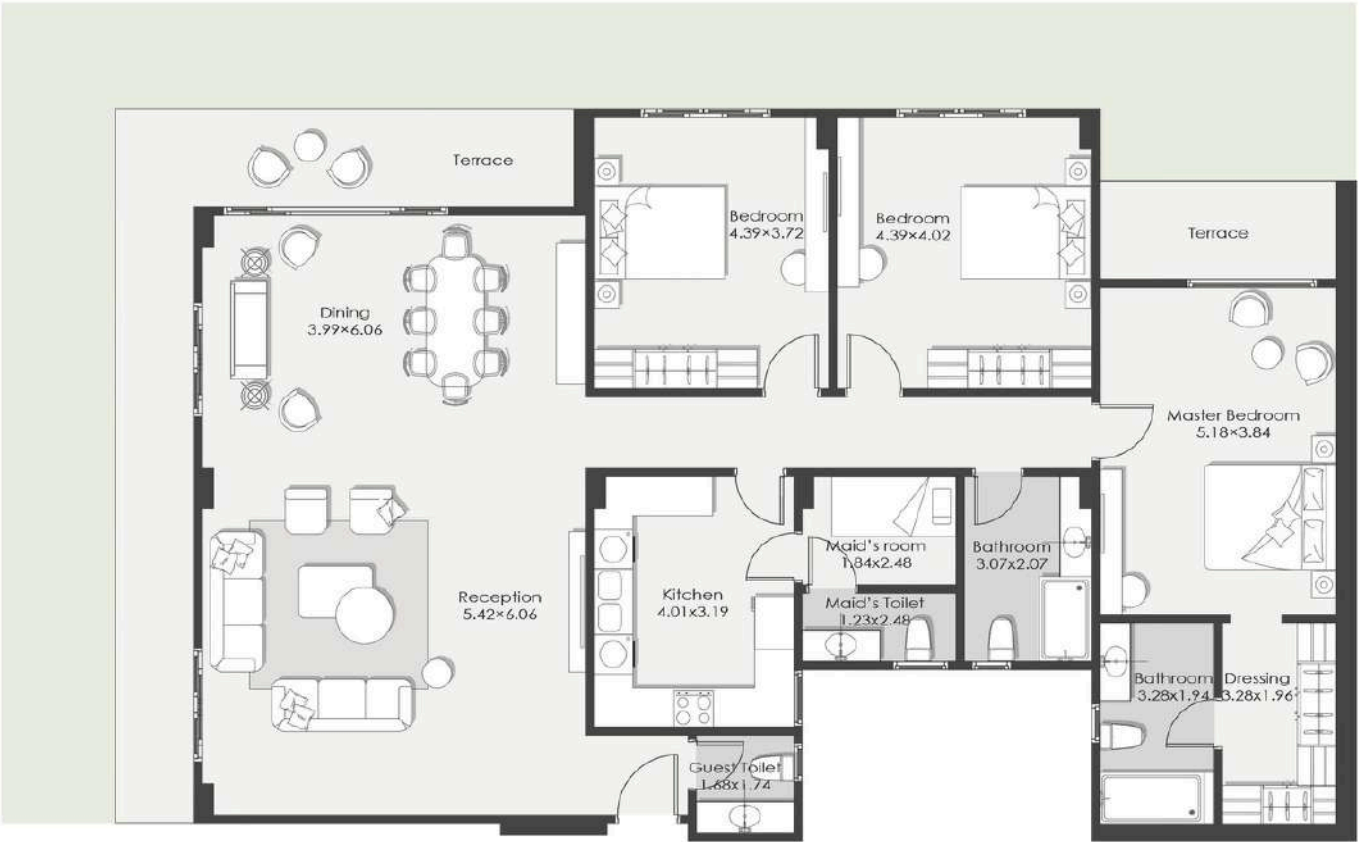 Terrace
Bedroom
4.39×3.72
Bedroom
4.39×4.02
Terrace
Dining
3.99×6.06
Master Bedroom
5.18×3.84
Maid's room
1.84x2.48
Bathroom
3.07x2.07
Reception
5.42×6.06
Kitchen
4.01x3.19
Maid's Toilet
1.23x2.48
Bathroom
3.28x1.94
Dressing
3.28x1.96
Guest Toilet
1.68x1.74